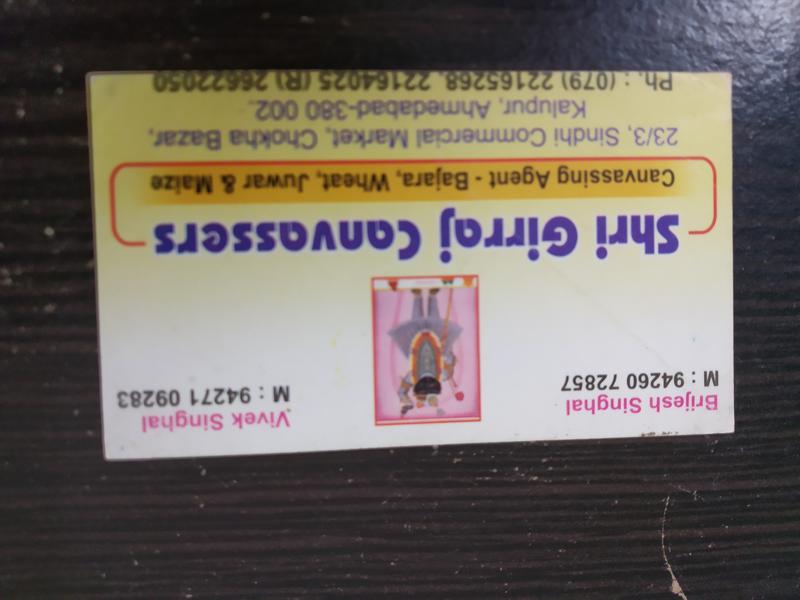 Brijesh Singhal
M : 94260 72857
Vivek Singhal
M : 94271 09283
Shri Girraj Canvassers
Canvassing Agent - Bajara, Wheat, Juwar & Maize
23/3, Sindhi Commercial Market, Chokha Bazar,
Kalupur, Ahmedabad-380 002.
Ph. : (079) 22165268, 22164025 (R) 26622050